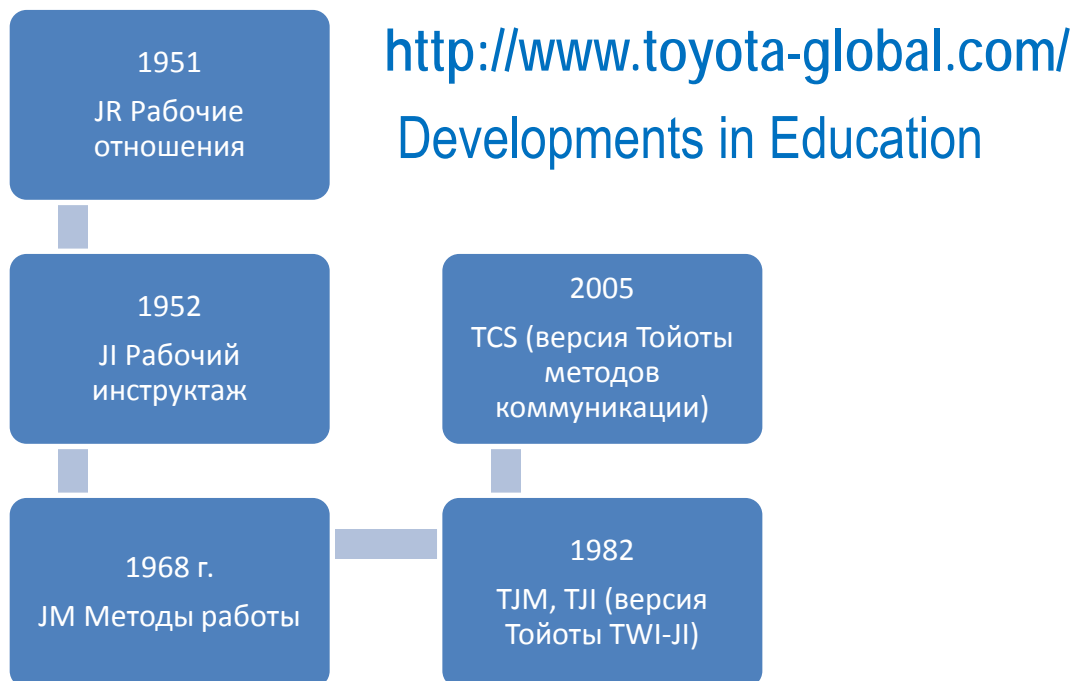 http://www.toyota-global.com/
Developments in Education
1951
JR Рабочие
отношения
1952
JI Рабочий
инструктаж
1968 г.
JM Методы работы
1982
TJM, TJI (версия
Тойоты TWI-JI)
2005
TCS (версия Тойоты
методов
коммуникации)